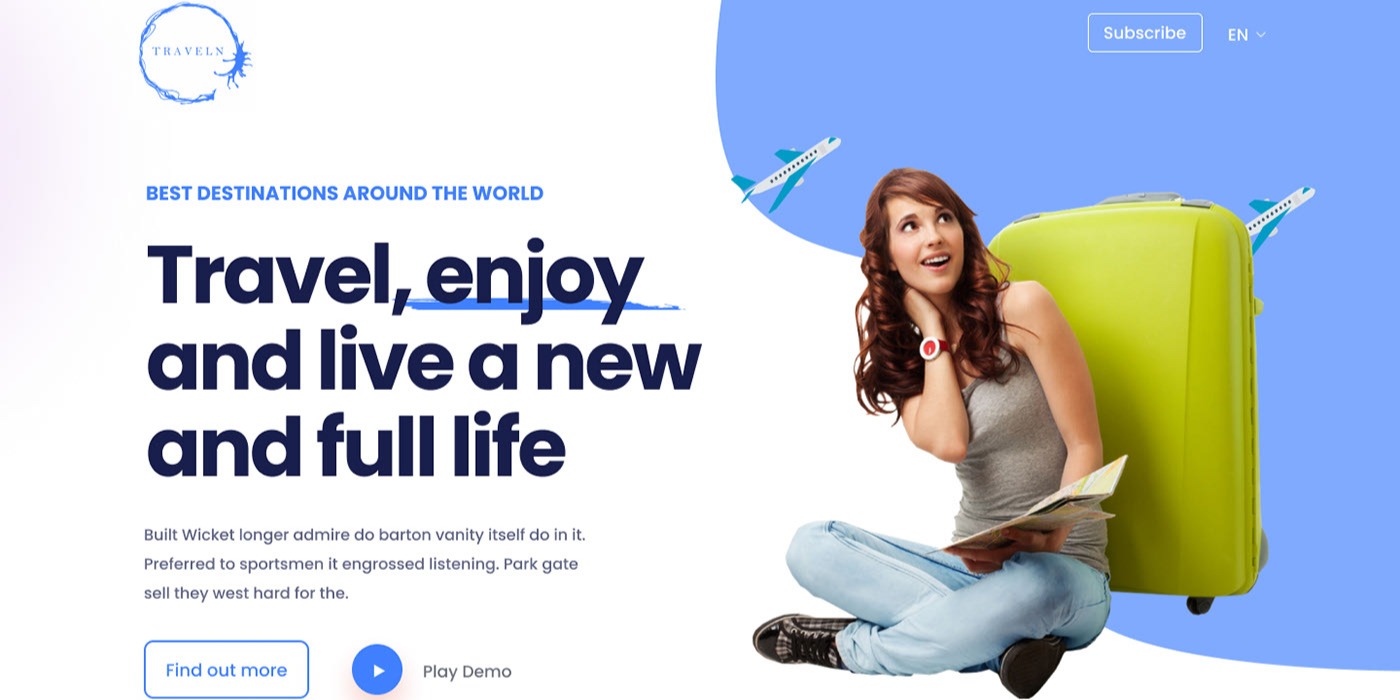 TRAVELN
Subscribe
EN
BEST DESTINATIONS AROUND THE WORLD
Travel, enjoy
and live a new
and full life
Built Wicket longer admire do barton vanity itself do in it.
Preferred to sportsmen it engrossed listening. Park gate
sell they west hard for the.
Find out more
Play Demo